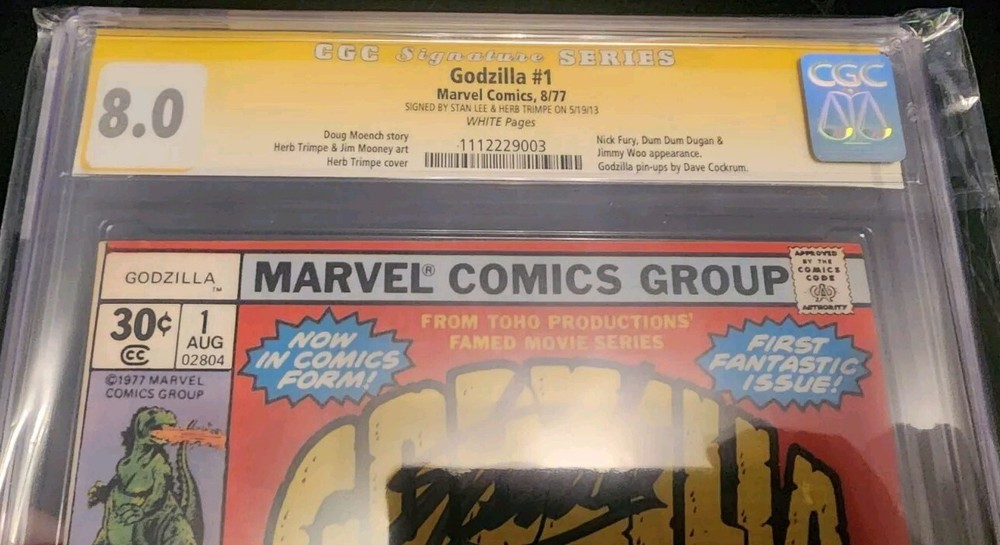 CGC Signature SERIES
8.0
Godzilla #1
Marvel Comics, 8/77
SIGNED BY STAN LEE & HERB TRIMPE ON 5/19/13
WHITE Pages
Doug Moench story
Herb Trimpe & Jim Mooney art
Herb Trimpe cover
1112229003
Nick Fury, Dum Dum Dugan &
Jimmy Woo appearance.
Godzilla pin-ups by Dave Cockrum.
CGC
GODZILLA TM
MARVEL® COMICS GROUP
APPROVED
BY THE
COMICS
CODE
CA
AUTHORITY
30¢
CC
1
AUG
02804
©1977 MARVEL
COMICS GROUP
NOW
IN COMICS
FORM!
FROM TOHO PRODUCTIONS'
FAMED MOVIE SERIES
FIRST
FANTASTIC
ISSUE!
GODZILLA